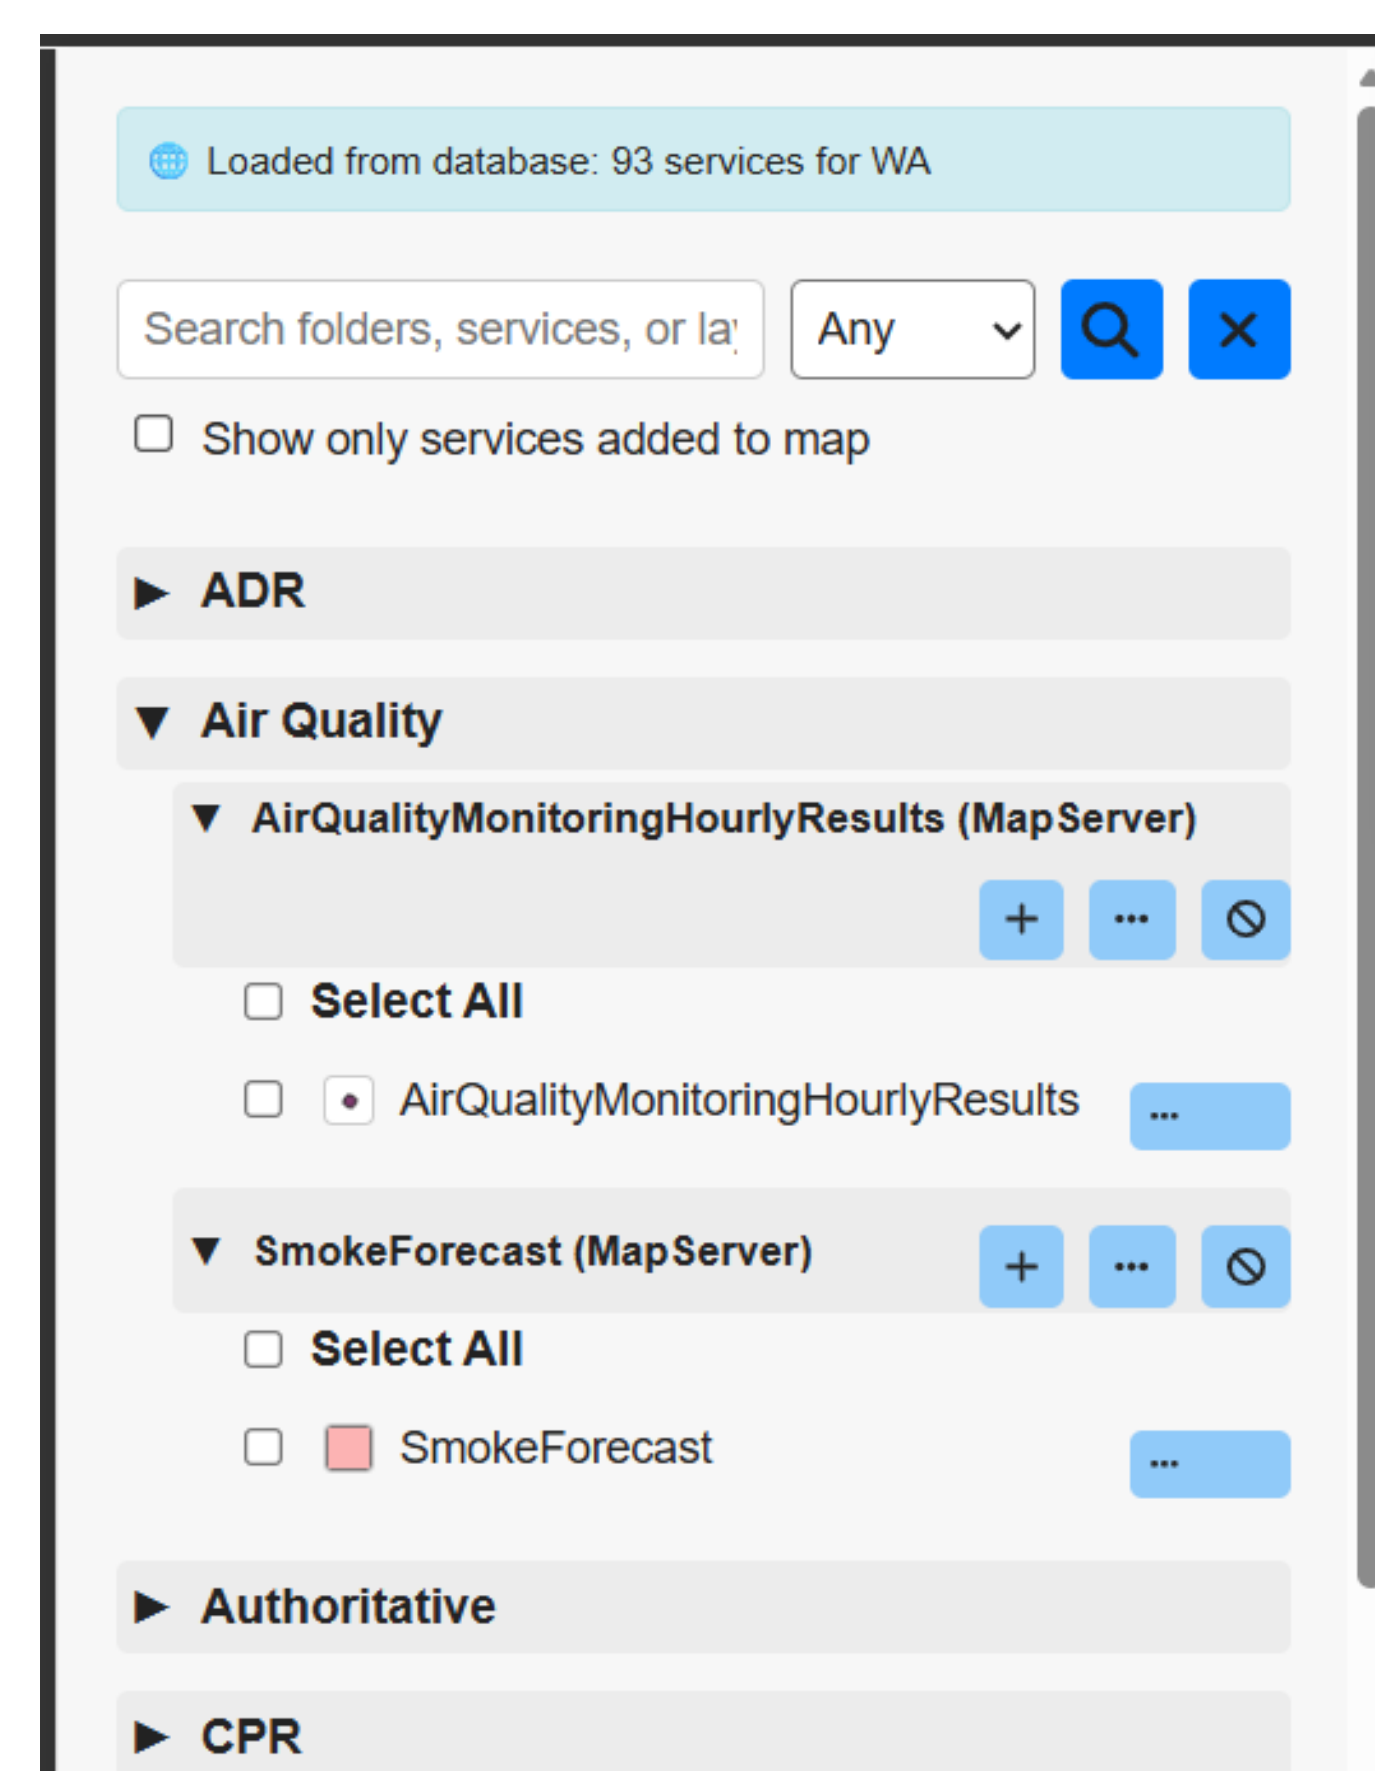 Loaded from database: 93 services for WA
Search folders, services, or la
Any
Show only services added to map
ADR
Air Quality
AirQualityMonitoringHourlyResults (MapServer)
Select All
AirQualityMonitoringHourlyResults
...
SmokeForecast (MapServer)
Select All
SmokeForecast
...
Authoritative
CPR